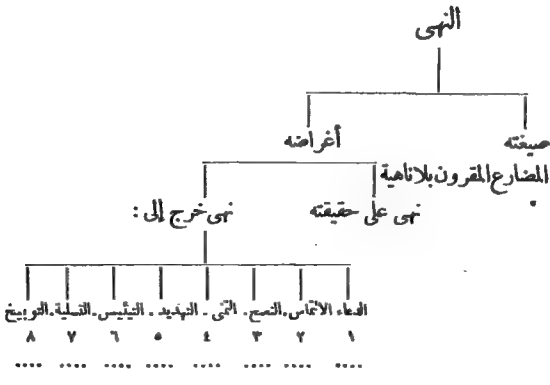 النهى
صيغته
أغراضه
المضارع المقرون بلا ناهية
نهى على حقيقته
نهى خرج إلى :
الدعاء . الالتماس . النصح . التمنى . التهديد . التيئيس . التسلية . التوبيخ
١ ٢ ٣ ٤ ٥ ٦ ٧ ٨
.... .... .... .... .... .... .... ....